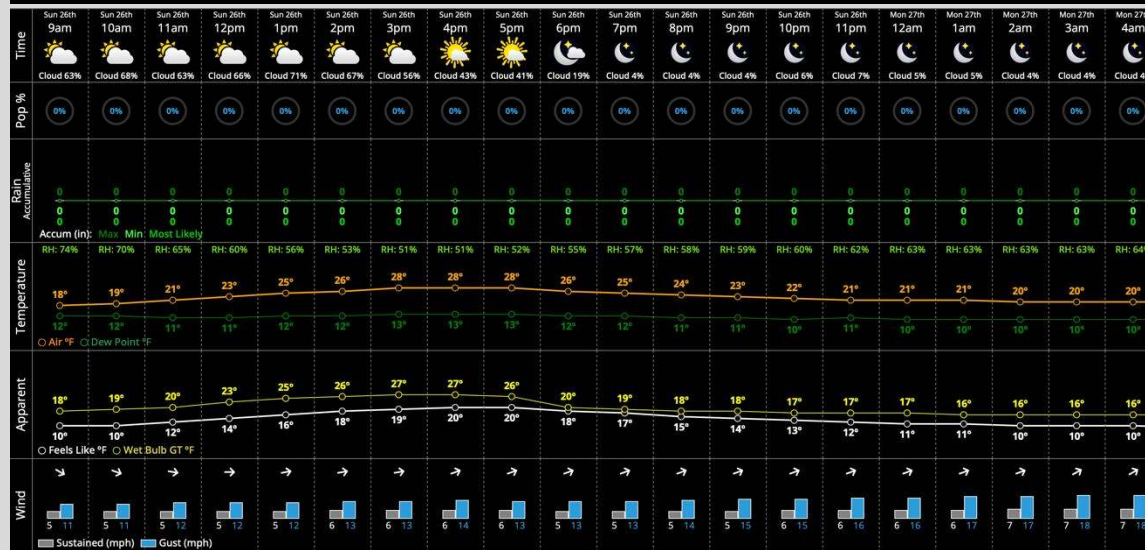 Sun 26th Sun 26th Sun 26th Sun 26th Sun 26th Sun 26th Sun 26th Sun 26th Sun 26th Sun 26th Sun 26th Sun 26th Sun 26th Sun 26th Sun 26th Mon 27th Mon 27th Mon 27th Mon 27th Mon 27th
Time 9am 10am 11am 12pm 1pm 2pm 3pm 4pm 5pm 6pm 7pm 8pm 9pm 10pm 11pm 12am 1am 2am 3am 4am
Cloud 63% Cloud 68% Cloud 63% Cloud 66% Cloud 71% Cloud 67% Cloud 56% Cloud 43% Cloud 41% Cloud 19% Cloud 4% Cloud 4% Cloud 4% Cloud 6% Cloud 7% Cloud 5% Cloud 5% Cloud 4% Cloud 4% Cloud 4
Pop % 0% 0% 0% 0% 0% 0% 0% 0% 0% 0% 0% 0% 0% 0% 0% 0% 0% 0% 0% 0%
Rain
Accumulative
0 0 0 0 0 0 0 0 0 0 0 0 0 0 0 0 0 0 0 0
0 0 0 0 0 0 0 0 0 0 0 0 0 0 0 0 0 0 0 0
0 0 0 0 0 0 0 0 0 0 0 0 0 0 0 0 0 0 0 0
Accum (in): Max Min Most Likely
RH: 74% RH: 70% RH: 65% RH: 60% RH: 56% RH: 53% RH: 51% RH: 51% RH: 52% RH: 55% RH: 57% RH: 58% RH: 59% RH: 60% RH: 62% RH: 63% RH: 63% RH: 63% RH: 63% RH: 64%
Temperature
18° 19° 21° 23° 25° 26° 28° 28° 28° 26° 25° 24° 23° 22° 21° 21° 21° 20° 20° 20°
12° 12° 11° 11° 12° 12° 13° 13° 13° 12° 12° 11° 11° 10° 11° 10° 10° 10° 10° 10°
Air °F Dew Point °F
Apparent
18° 19° 20° 23° 25° 26° 27° 27° 26° 20° 19° 18° 18° 17° 17° 17° 16° 16° 16° 16°
10° 10° 12° 14° 16° 18° 19° 20° 20° 18° 17° 15° 14° 13° 12° 11° 11° 10° 10° 10°
Feels Like °F Wet Bulb GT °F
Wind
5 11 5 11 5 12 5 12 5 12 6 13 6 13 6 14 6 13 5 13 5 13 5 14 5 15 6 15 6 16 6 16 6 17 7 17 7 18 7 18
Sustained (mph) Gust (mph)